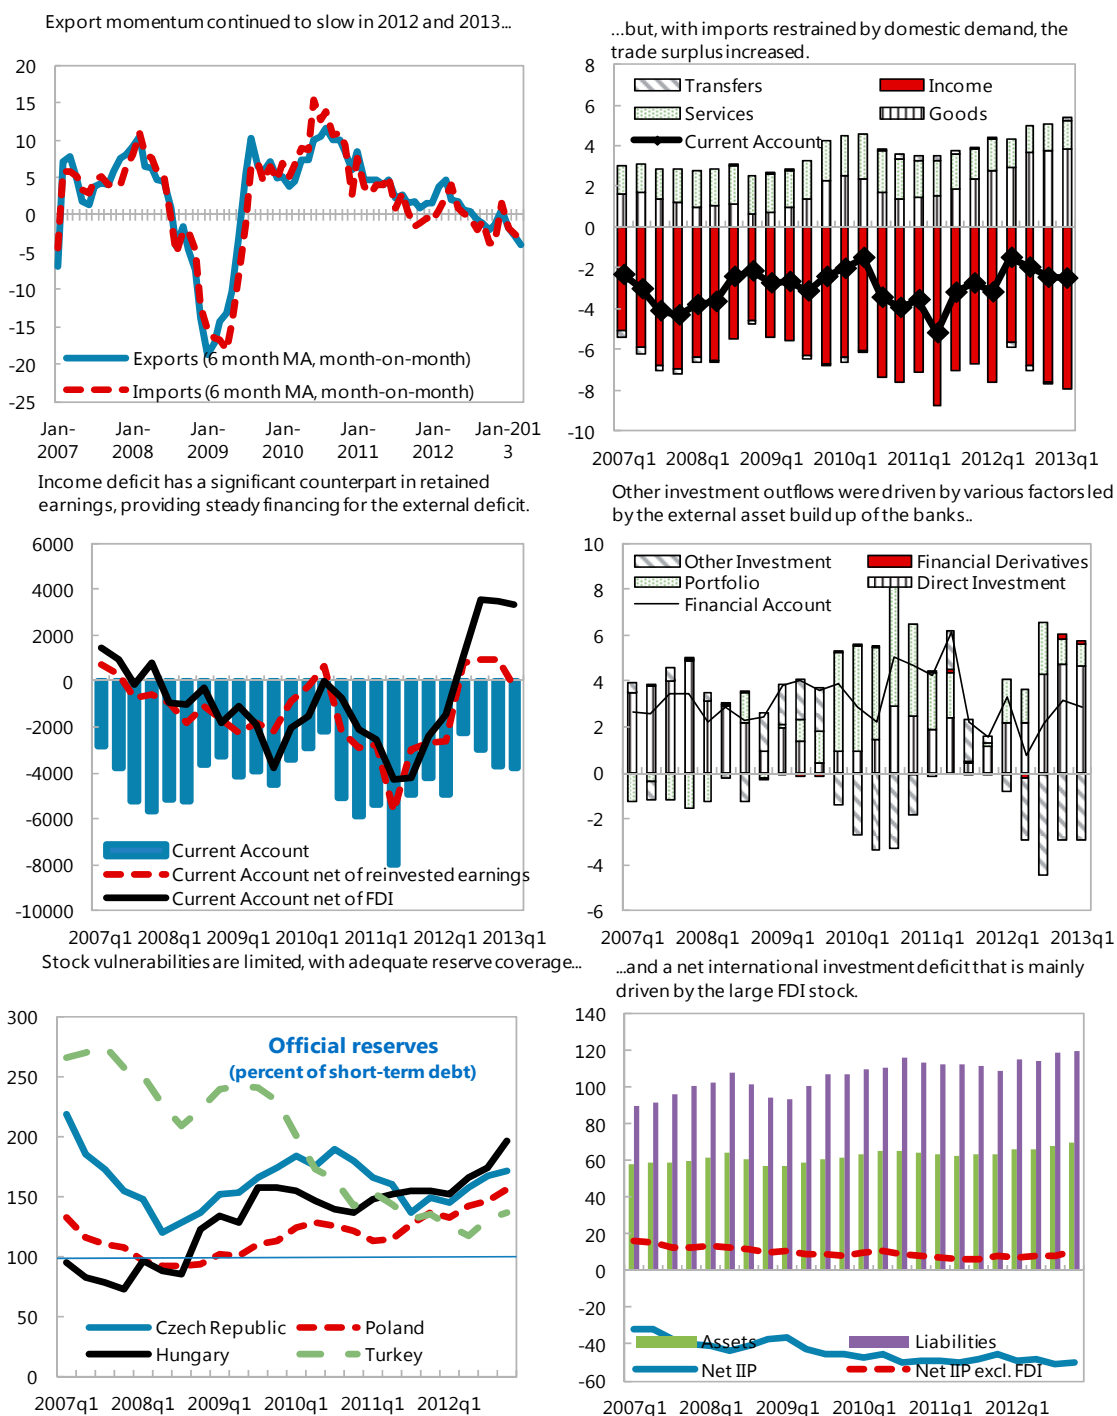 Export momentum continued to slow in 2012 and 2013...
20
15
10
5
0
-5
-10
-15
-20
-25
Exports (6 month MA, month-on-month)
Imports (6 month MA, month-on-month)
Jan-2007
Jan-2008
Jan-2009
Jan-2010
Jan-2011
Jan-2012
Jan-2013
...but, with imports restrained by domestic demand, the
trade surplus increased.
8
6
4
2
0
-2
-4
-6
-8
-10
Transfers
Income
Services
Goods
Current Account
2007q1 2008q1 2009q1 2010q1 2011q1 2012q1 2013q1
Income deficit has a significant counterpart in retained
earnings, providing steady financing for the external deficit.
6000
4000
2000
0
-2000
-4000
-6000
-8000
-10000
Current Account
Current Account net of reinvested earnings
Current Account net of FDI
2007q1 2008q1 2009q1 2010q1 2011q1 2012q1 2013q1
Other investment outflows were driven by various factors led
by the external asset build up of the banks..
10
8
6
4
2
0
-2
-4
-6
Other Investment
Financial Derivatives
Portfolio
Direct Investment
Financial Account
2007q1 2008q1 2009q1 2010q1 2011q1 2012q1 2013q1
Stock vulnerabilities are limited, with adequate reserve coverage...
300
250
200
150
100
50
0
Official reserves
(percent of short-term debt)
Czech Republic
Poland
Hungary
Turkey
2007q1 2008q1 2009q1 2010q1 2011q1 2012q1
...and a net international investment deficit that is mainly
driven by the large FDI stock.
140
120
100
80
60
40
20
0
-20
-40
-60
Assets
Liabilities
Net IIP
Net IIP excl. FDI
2007q1 2008q1 2009q1 2010q1 2011q1 2012q1